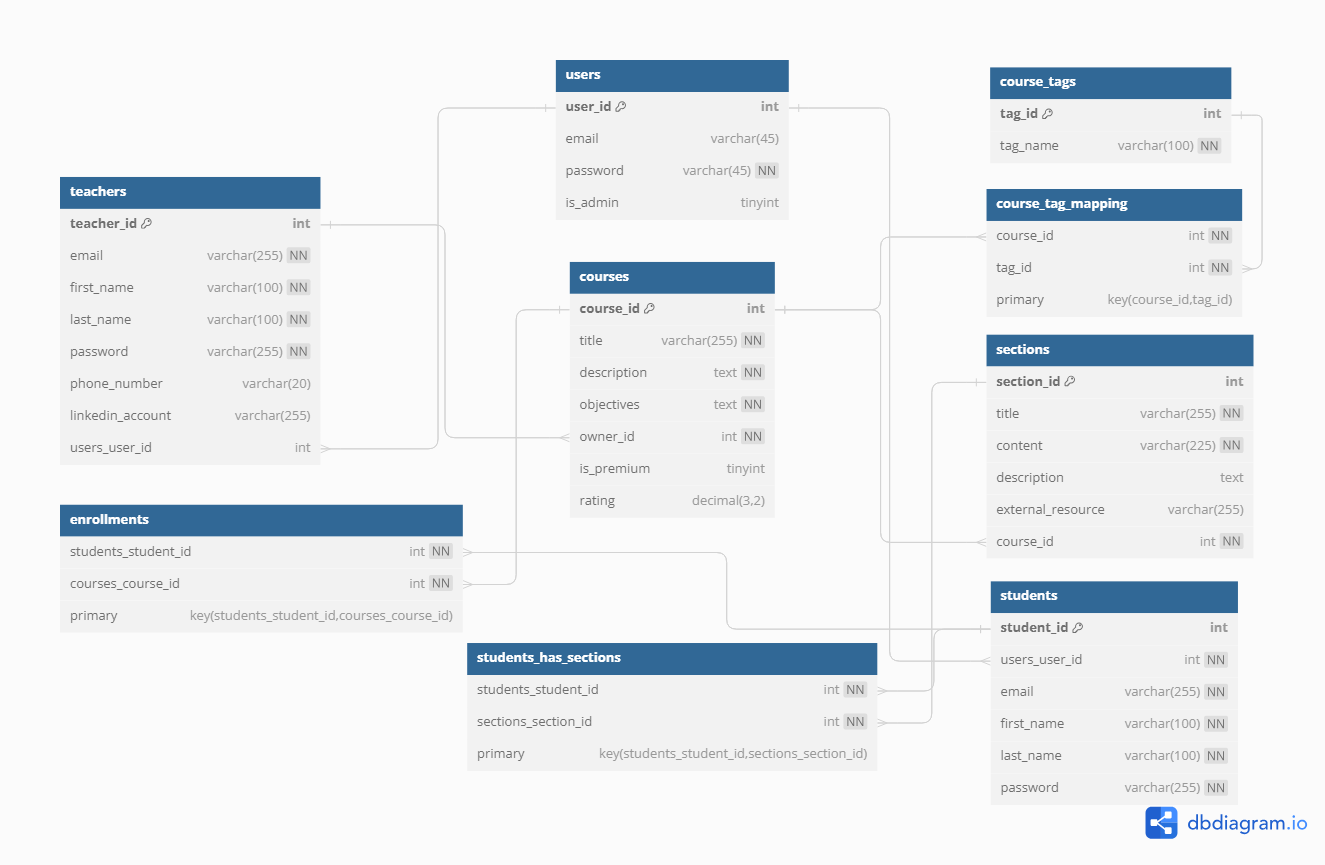 users
user_id int
email varchar(45)
password varchar(45) NN
is_admin tinyint
course_tags
tag_id int
tag_name varchar(100) NN
teachers
teacher_id int
email varchar(255) NN
first_name varchar(100) NN
last_name varchar(100) NN
password varchar(255) NN
phone_number varchar(20)
linkedin_account varchar(255)
users_user_id int
course_tag_mapping
course_id int NN
tag_id int NN
primary key(course_id,tag_id)
courses
course_id int
title varchar(255) NN
description text NN
objectives text NN
owner_id int NN
is_premium tinyint
rating decimal(3,2)
sections
section_id int
title varchar(255) NN
content varchar(225) NN
description text
external_resource varchar(255)
course_id int NN
enrollments
students_student_id int NN
courses_course_id int NN
primary key(students_student_id,courses_course_id)
students
student_id int
users_user_id int NN
email varchar(255) NN
first_name varchar(100) NN
last_name varchar(100) NN
password varchar(255) NN
students_has_sections
students_student_id int NN
sections_section_id int NN
primary key(students_student_id,sections_section_id)
dbdiagram.io